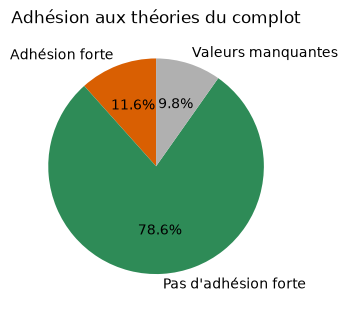 Adhésion aux théories du complot
Adhésion forte
Valeurs manquantes
11.6%
9.8%
78.6%
Pas d'adhésion forte